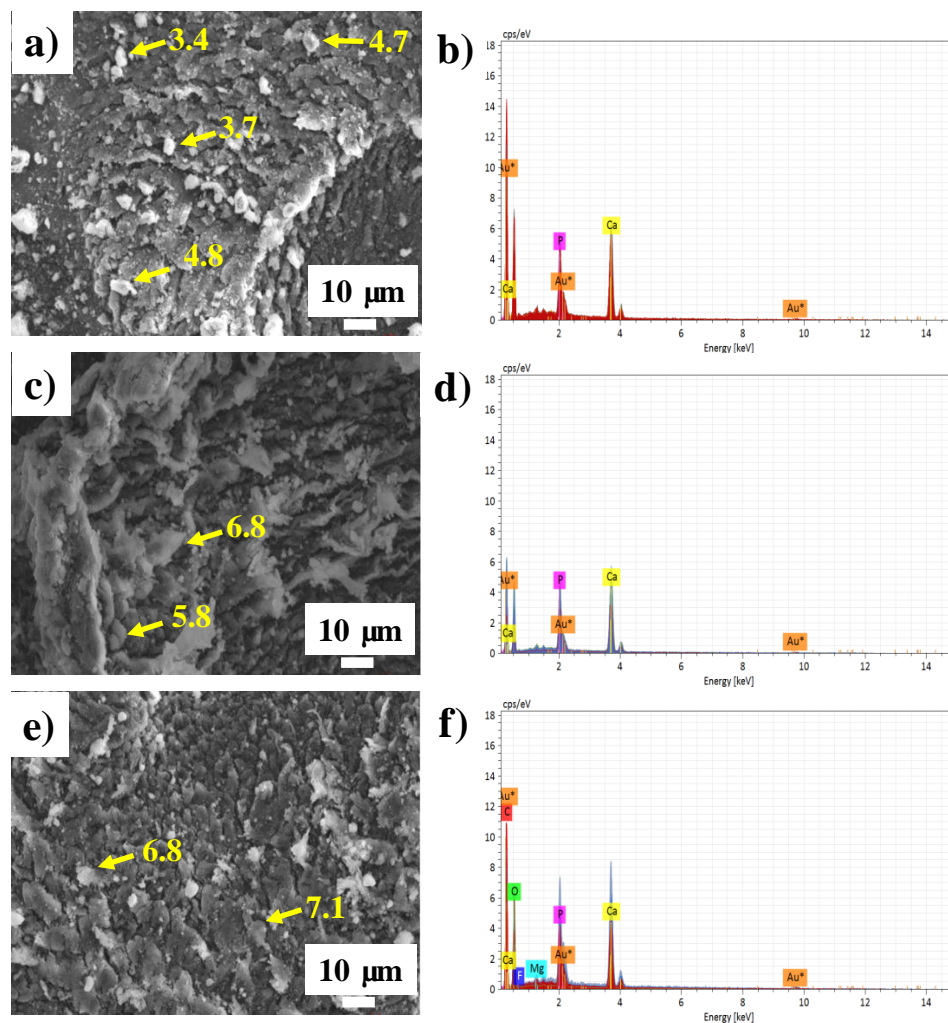 a)
3.4
4.7
3.7
4.8
10 μm
b)
cps/eV
18
16
14
12
10
8
6
4
2
0
Au*
Ca
P
Au*
Ca
Au*
2 4 6 8 10 12 14
Energy [keV]
c)
6.8
5.8
10 μm
d)
cps/eV
18
16
14
12
10
8
6
4
2
0
Au*
Ca
P
Au*
Ca
Au*
2 4 6 8 10 12 14
Energy [keV]
e)
6.8
7.1
10 μm
f)
cps/eV
18
16
14
12
10
8
6
4
2
0
Au*
C
O
Ca
F
Mg
P
Au*
Ca
Au*
2 4 6 8 10 12 14
Energy [keV]